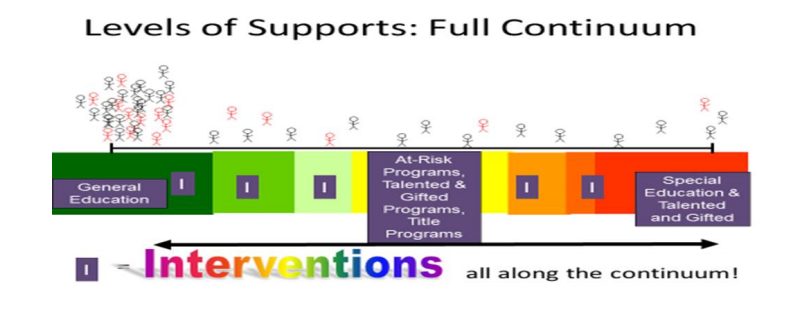 Levels of Supports: Full Continuum
General
Education
I
I
I
At-Risk
Programs,
Talented &
Gifted
Programs,
Title
Programs
I
I
Special
Education &
Talented
and Gifted
I = Interventions all along the continuum!